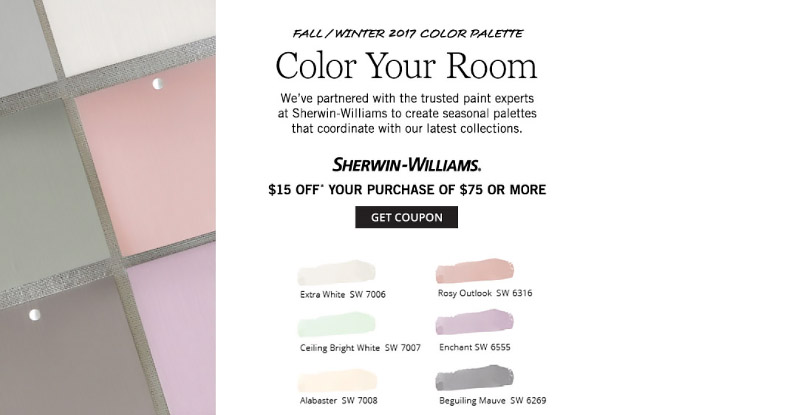 FALL/WINTER 2017 COLOR PALETTE
Color Your Room
We've partnered with the trusted paint experts
at Sherwin-Williams to create seasonal palettes
that coordinate with our latest collections.
SHERWIN-WILLIAMS.
$15 OFF* YOUR PURCHASE OF $75 OR MORE
GET COUPON
Extra White SW 7006
Rosy Outlook SW 6316
Ceiling Bright White SW 7007
Enchant SW 6555
Alabaster SW 7008
Beguiling Mauve SW 6269